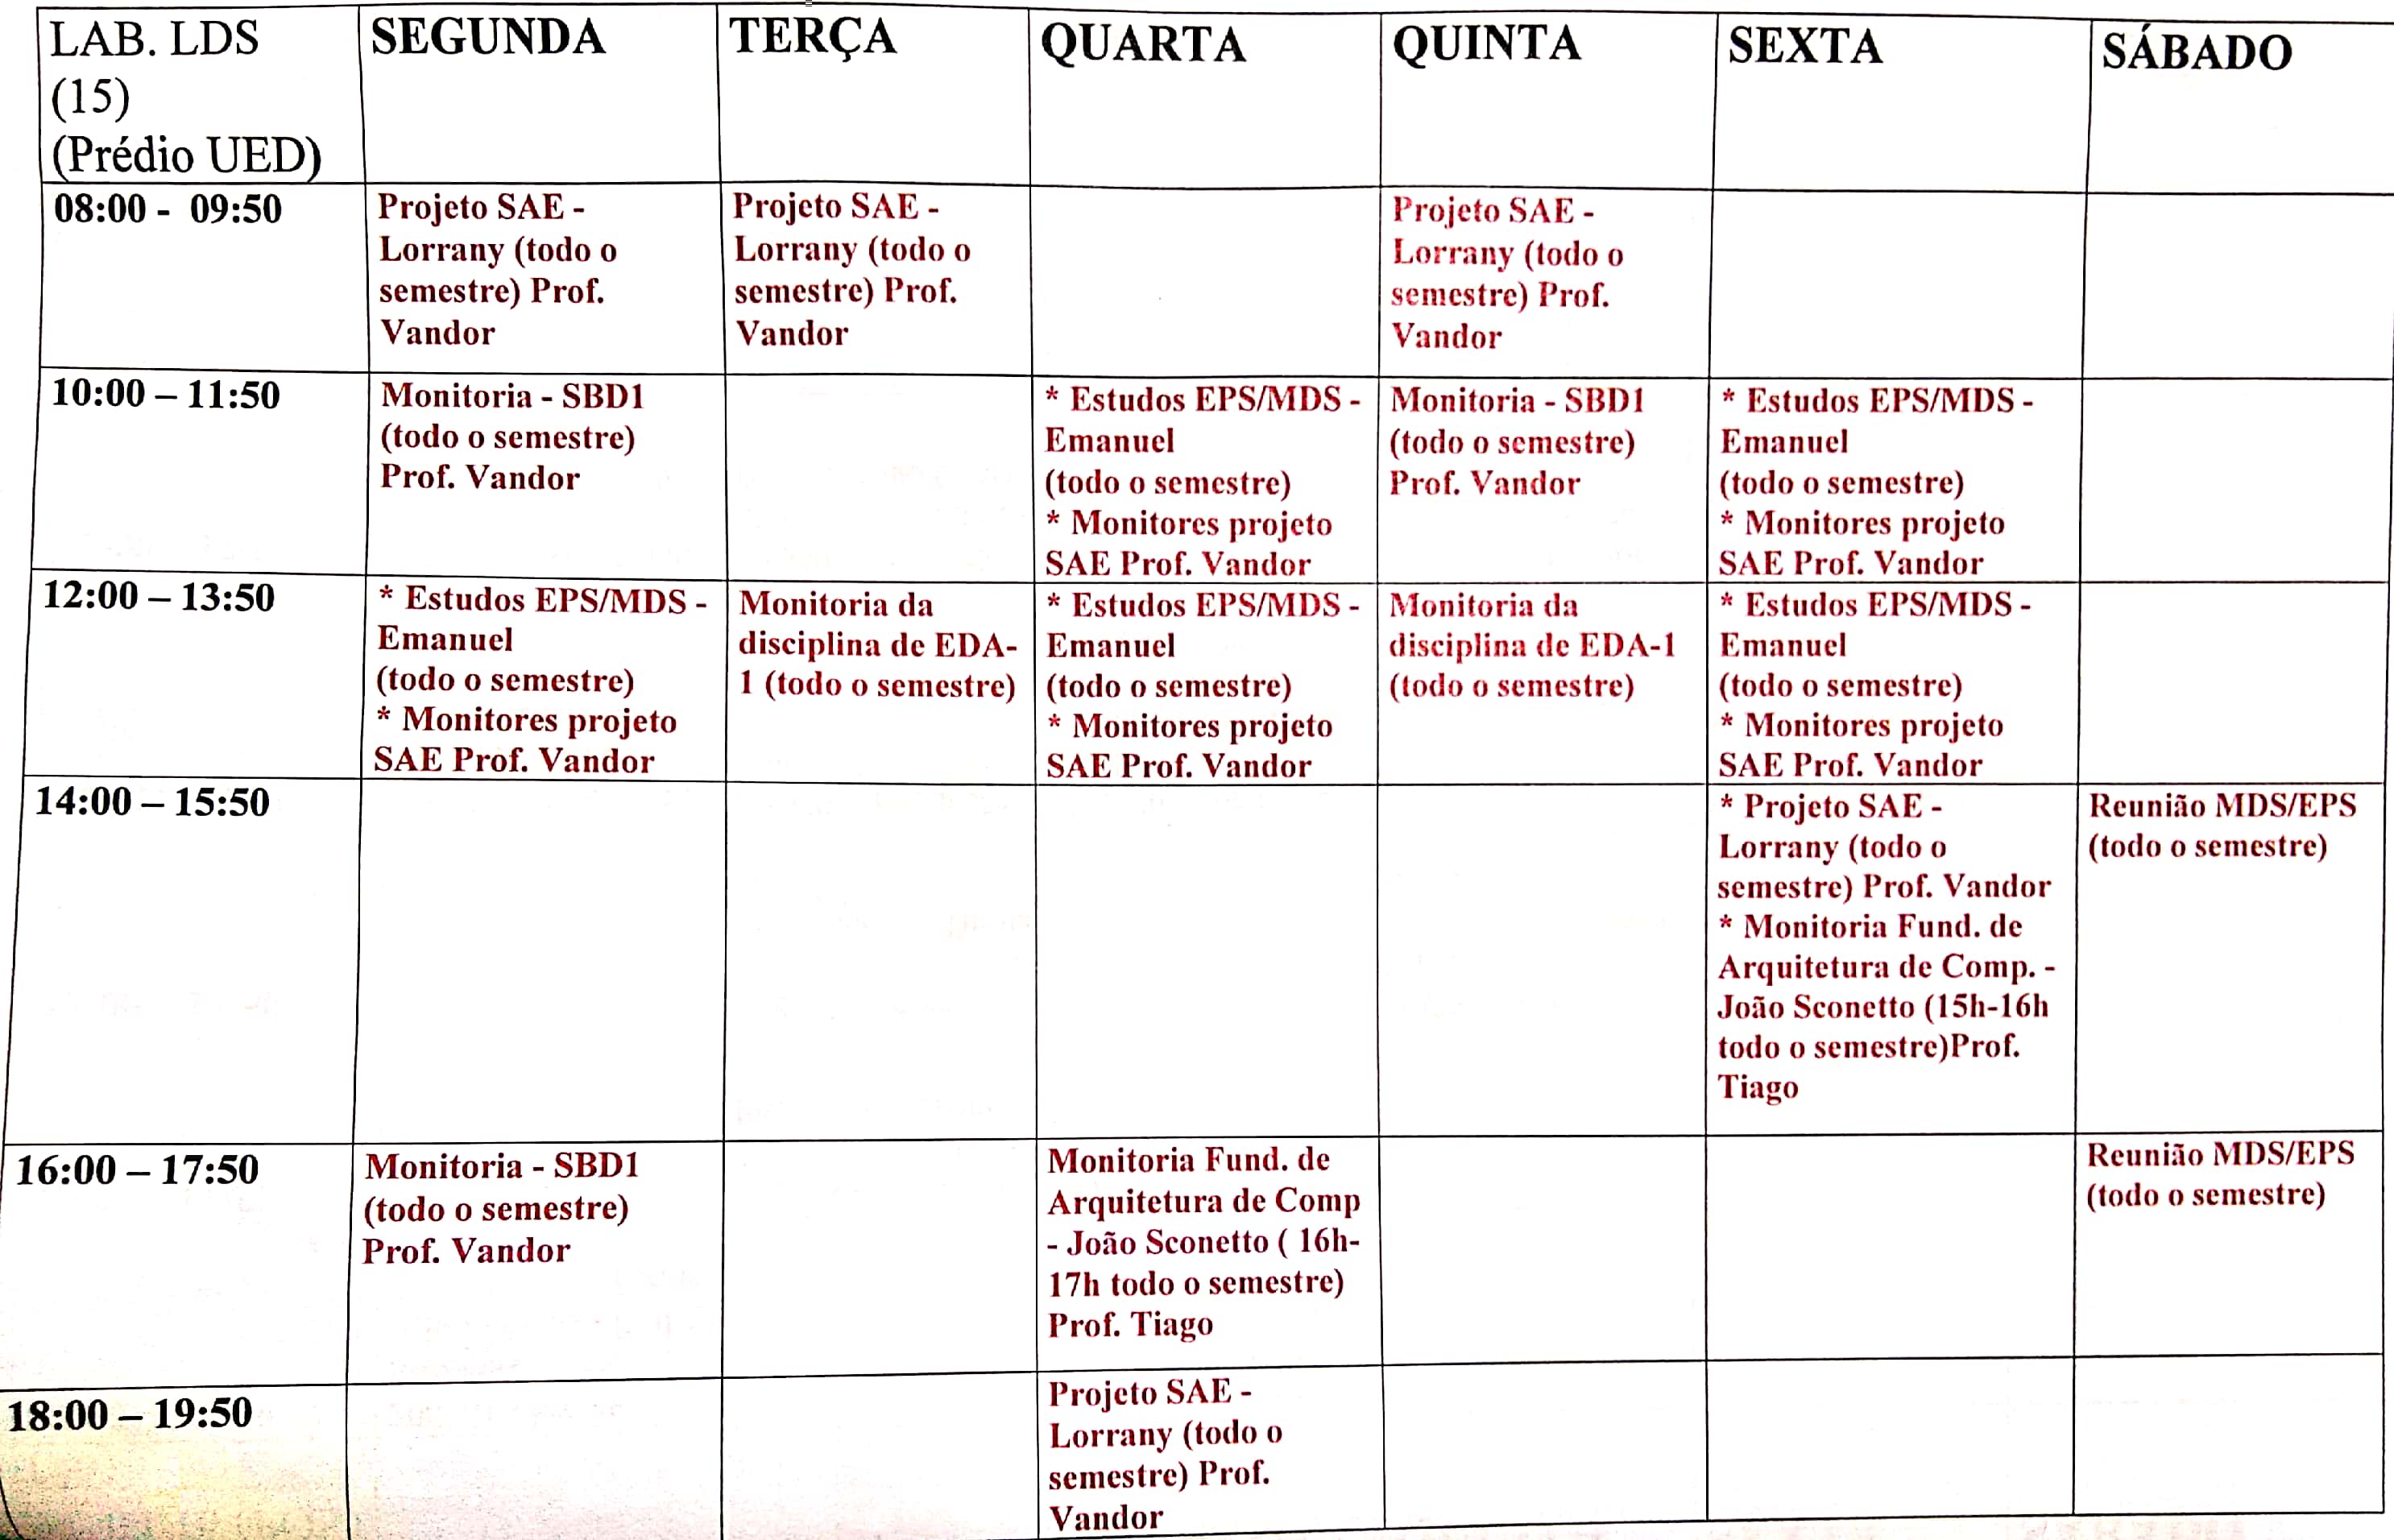 LAB. LDS
(15)
(Prédio UED)
SEGUNDA
TERÇA
QUARTA
QUINTA
SEXTA
SÁBADO
08:00 - 09:50
Projeto SAE -
Lorrany (todo o
semestre) Prof.
Vandor
Projeto SAE -
Lorrany (todo o
semestre) Prof.
Vandor
Projeto SAE -
Lorrany (todo o
semestre) Prof.
Vandor
10:00 – 11:50
Monitoria - SBD1
(todo o semestre)
Prof. Vandor
* Estudos EPS/MDS -
Emanuel
(todo o semestre)
* Monitores projeto
SAE Prof. Vandor
Monitoria - SBD1
(todo o semestre)
Prof. Vandor
* Estudos EPS/MDS -
Emanuel
(todo o semestre)
* Monitores projeto
SAE Prof. Vandor
12:00 – 13:50
* Estudos EPS/MDS -
Emanuel
(todo o semestre)
* Monitores projeto
SAE Prof. Vandor
Monitoria da
disciplina de EDA-
1 (todo o semestre)
* Estudos EPS/MDS -
Emanuel
(todo o semestre)
* Monitores projeto
SAE Prof. Vandor
Monitoria da
disciplina de EDA-1
(todo o semestre)
* Estudos EPS/MDS -
Emanuel
(todo o semestre)
* Monitores projeto
SAE Prof. Vandor
14:00 – 15:50
* Projeto SAE -
Lorrany (todo o
semestre) Prof. Vandor
* Monitoria Fund. de
Arquitetura de Comp. -
João Sconetto (15h-16h
todo o semestre)Prof.
Tiago
Reunião MDS/EPS
(todo o semestre)
16:00 – 17:50
Monitoria - SBD1
(todo o semestre)
Prof. Vandor
Monitoria Fund. de
Arquitetura de Comp
- João Sconetto ( 16h-
17h todo o semestre)
Prof. Tiago
Reunião MDS/EPS
(todo o semestre)
18:00 – 19:50
Projeto SAE -
Lorrany (todo o
semestre) Prof.
Vandor